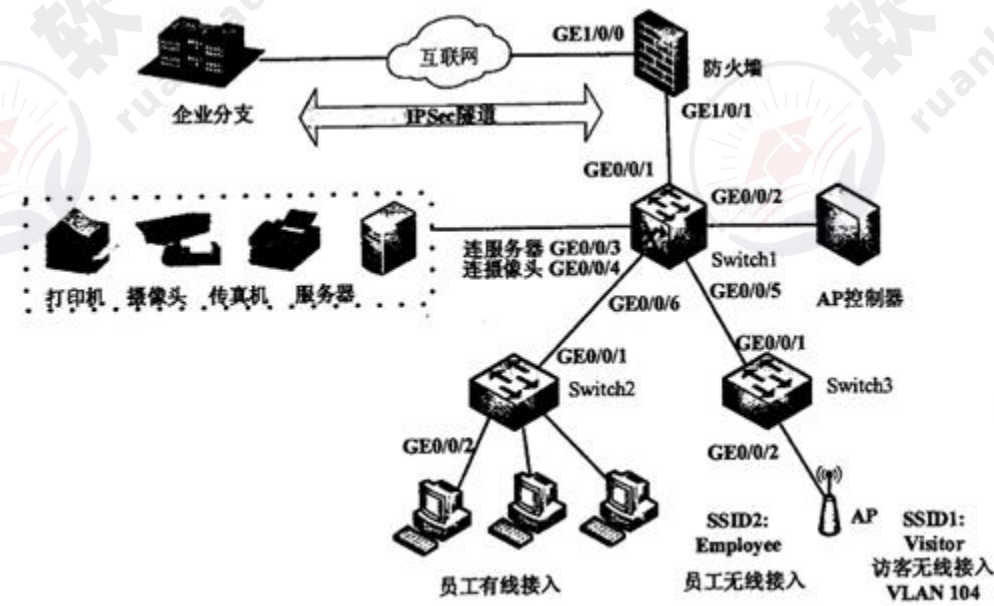 GE1/0/0
互联网
防火墙
企业分支
IPSec隧道
GE1/0/1
GE0/0/1
GE0/0/2
连服务器 GE0/0/3
连摄像头 GE0/0/4
Switch1
打印机 摄像头 传真机 服务器
GE0/0/6
GE0/0/5
AP控制器
GE0/0/1
Switch2
GE0/0/1
Switch3
GE0/0/2
GE0/0/2
SSID2:
Employee
员工无线接入
AP
SSID1:
Visitor
访客无线接入
VLAN 104
员工有线接入